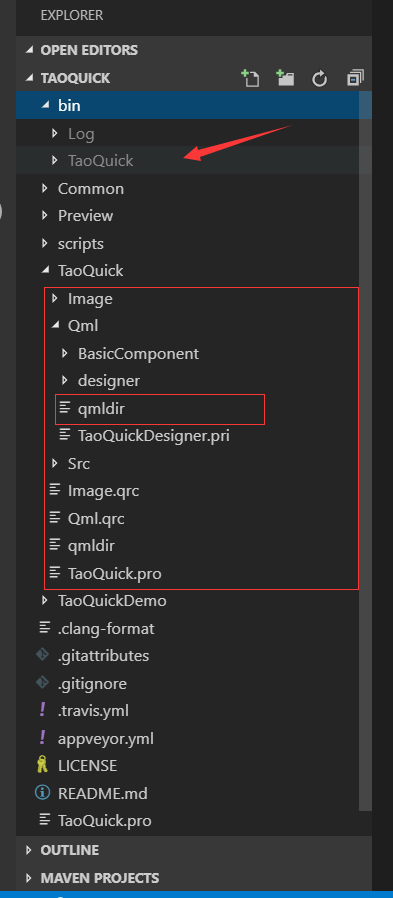 EXPLORER
OPEN EDITORS
TAOQUICK
bin
Log
TaoQuick
Common
Preview
scripts
TaoQuick
Image
Qml
BasicComponent
designer
qmldir
TaoQuickDesigner.pri
Src
Image.qrc
Qml.qrc
qmldir
TaoQuick.pro
TaoQuickDemo
.clang-format
.gitattributes
.gitignore
! .travis.yml
! appveyor.yml
LICENSE
README.md
TaoQuick.pro
OUTLINE
MAVEN PROJECTS